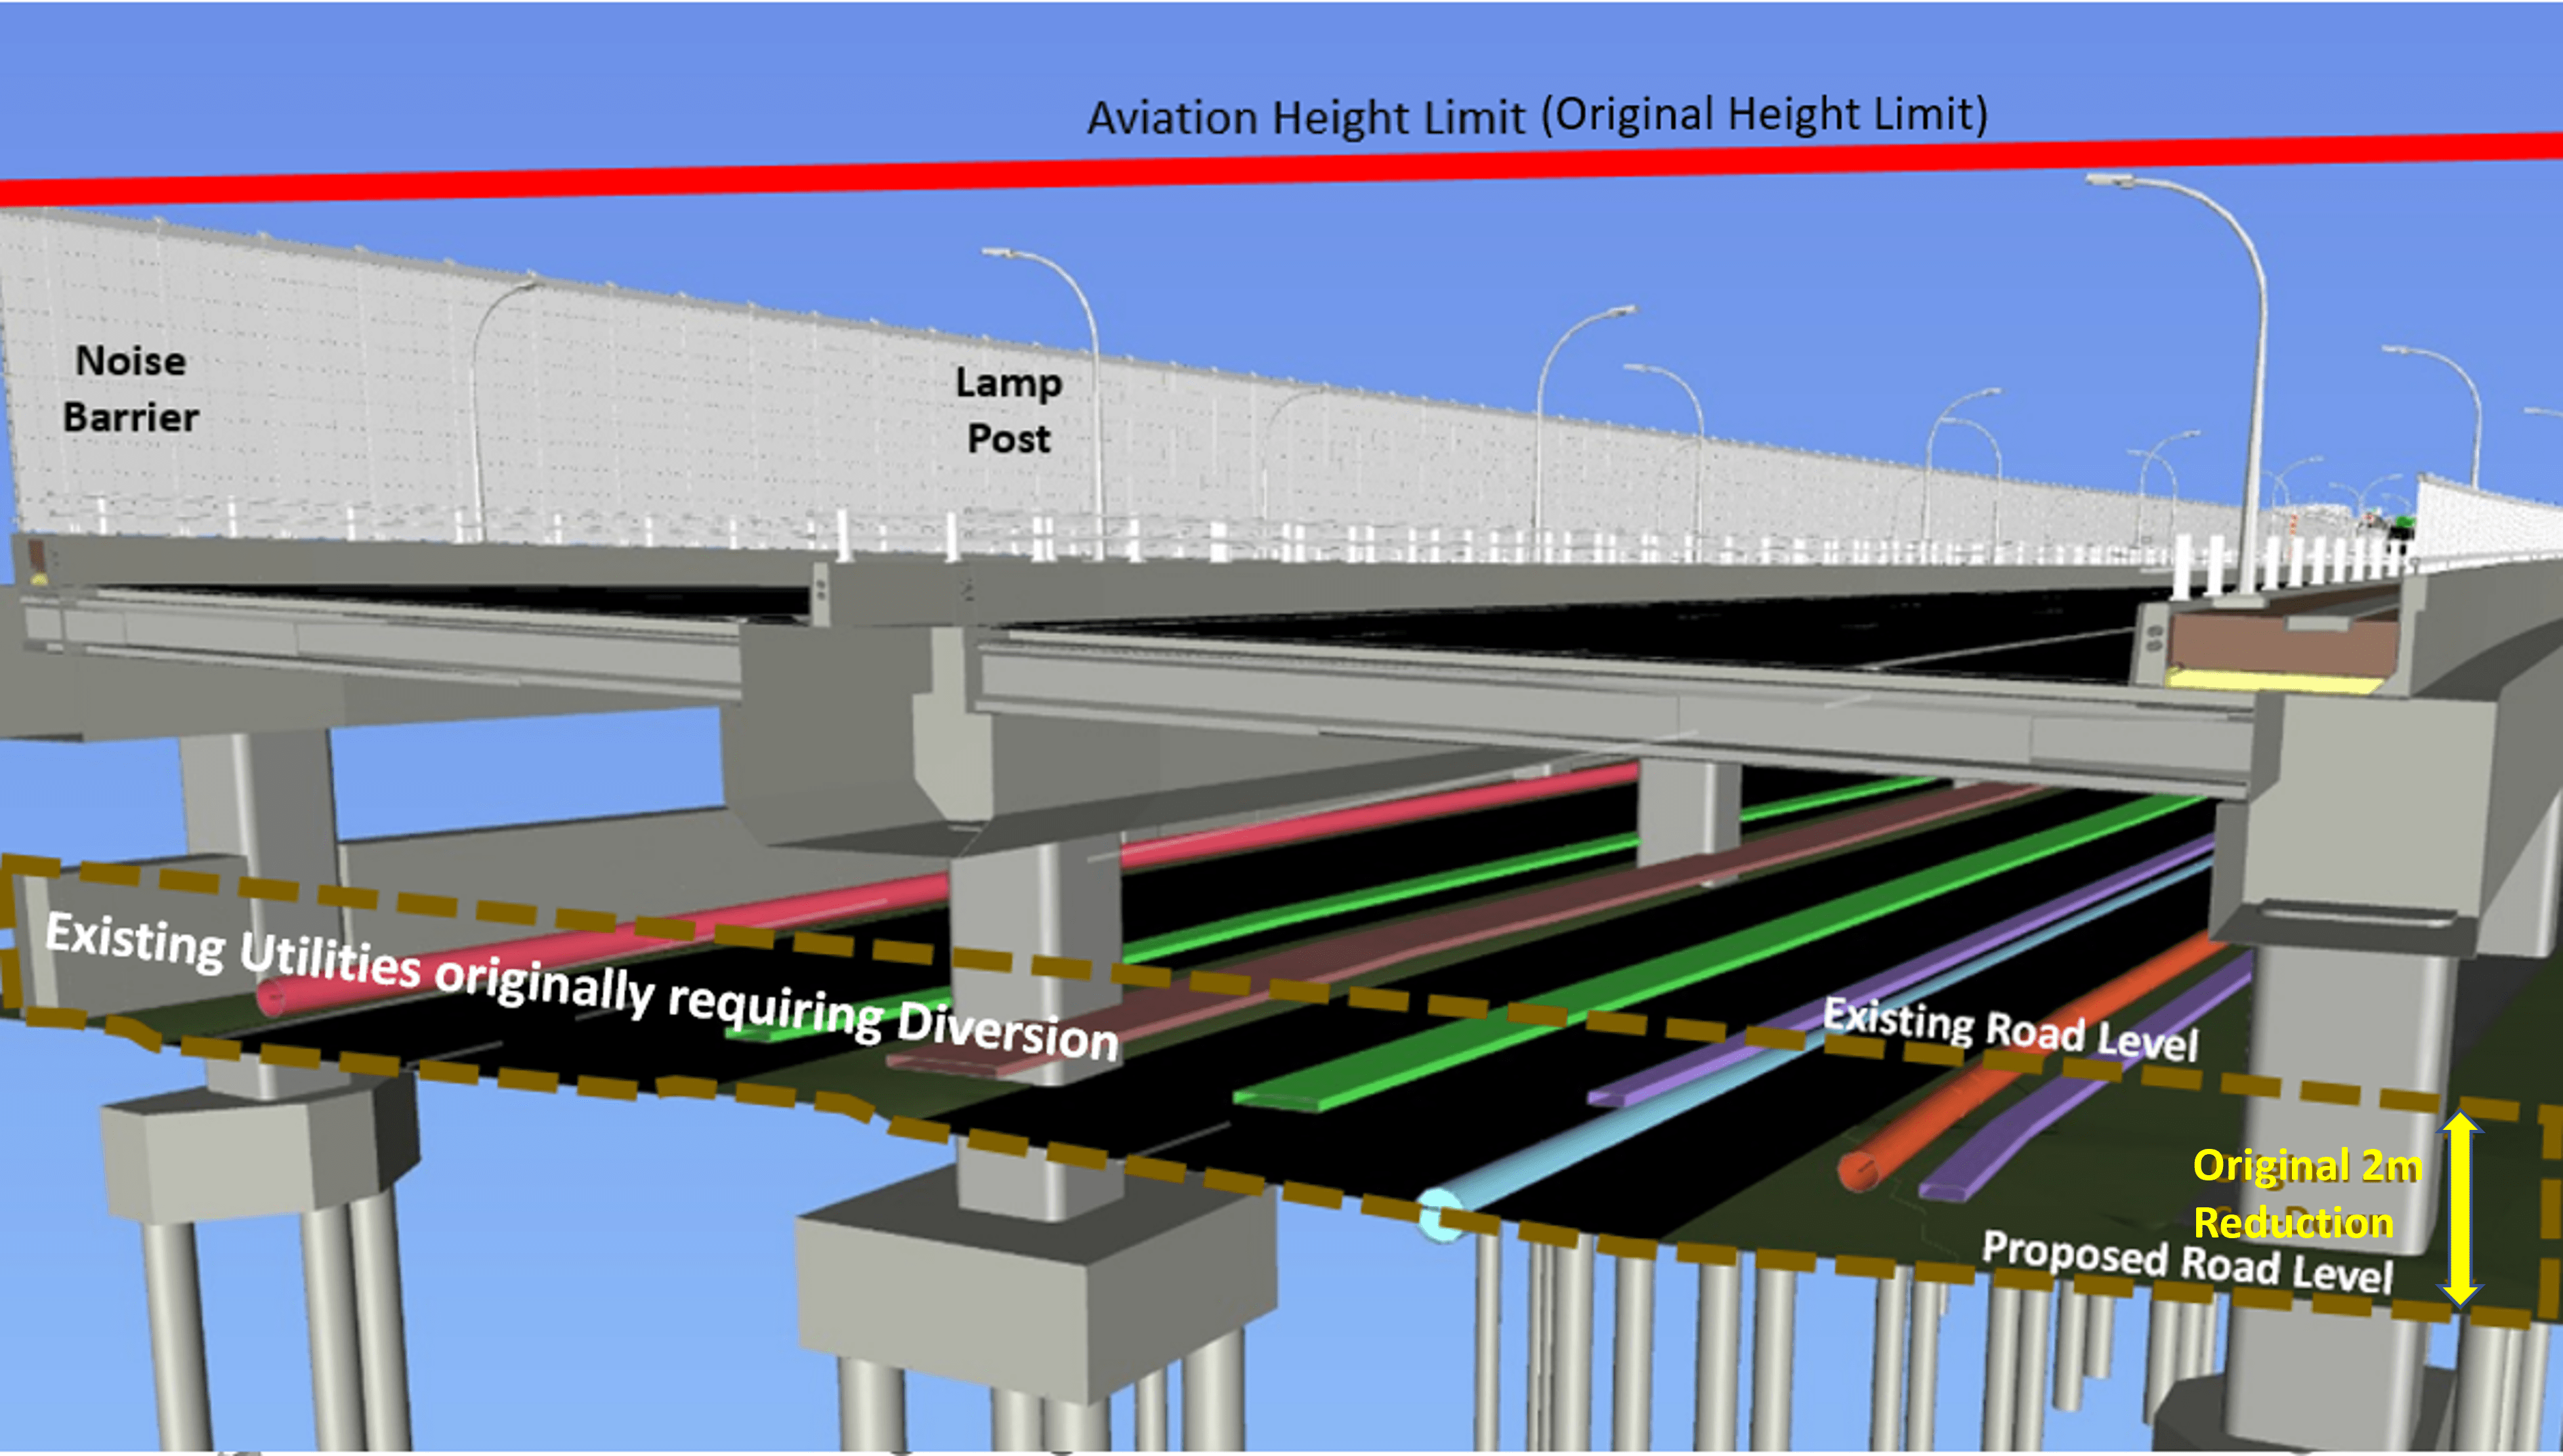 Aviation Height Limit (Original Height Limit)
Noise
Barrier
Lamp
Post
Existing Utilities originally requiring Diversion
Existing Road Level
Original 2m
Reduction
Proposed Road Level